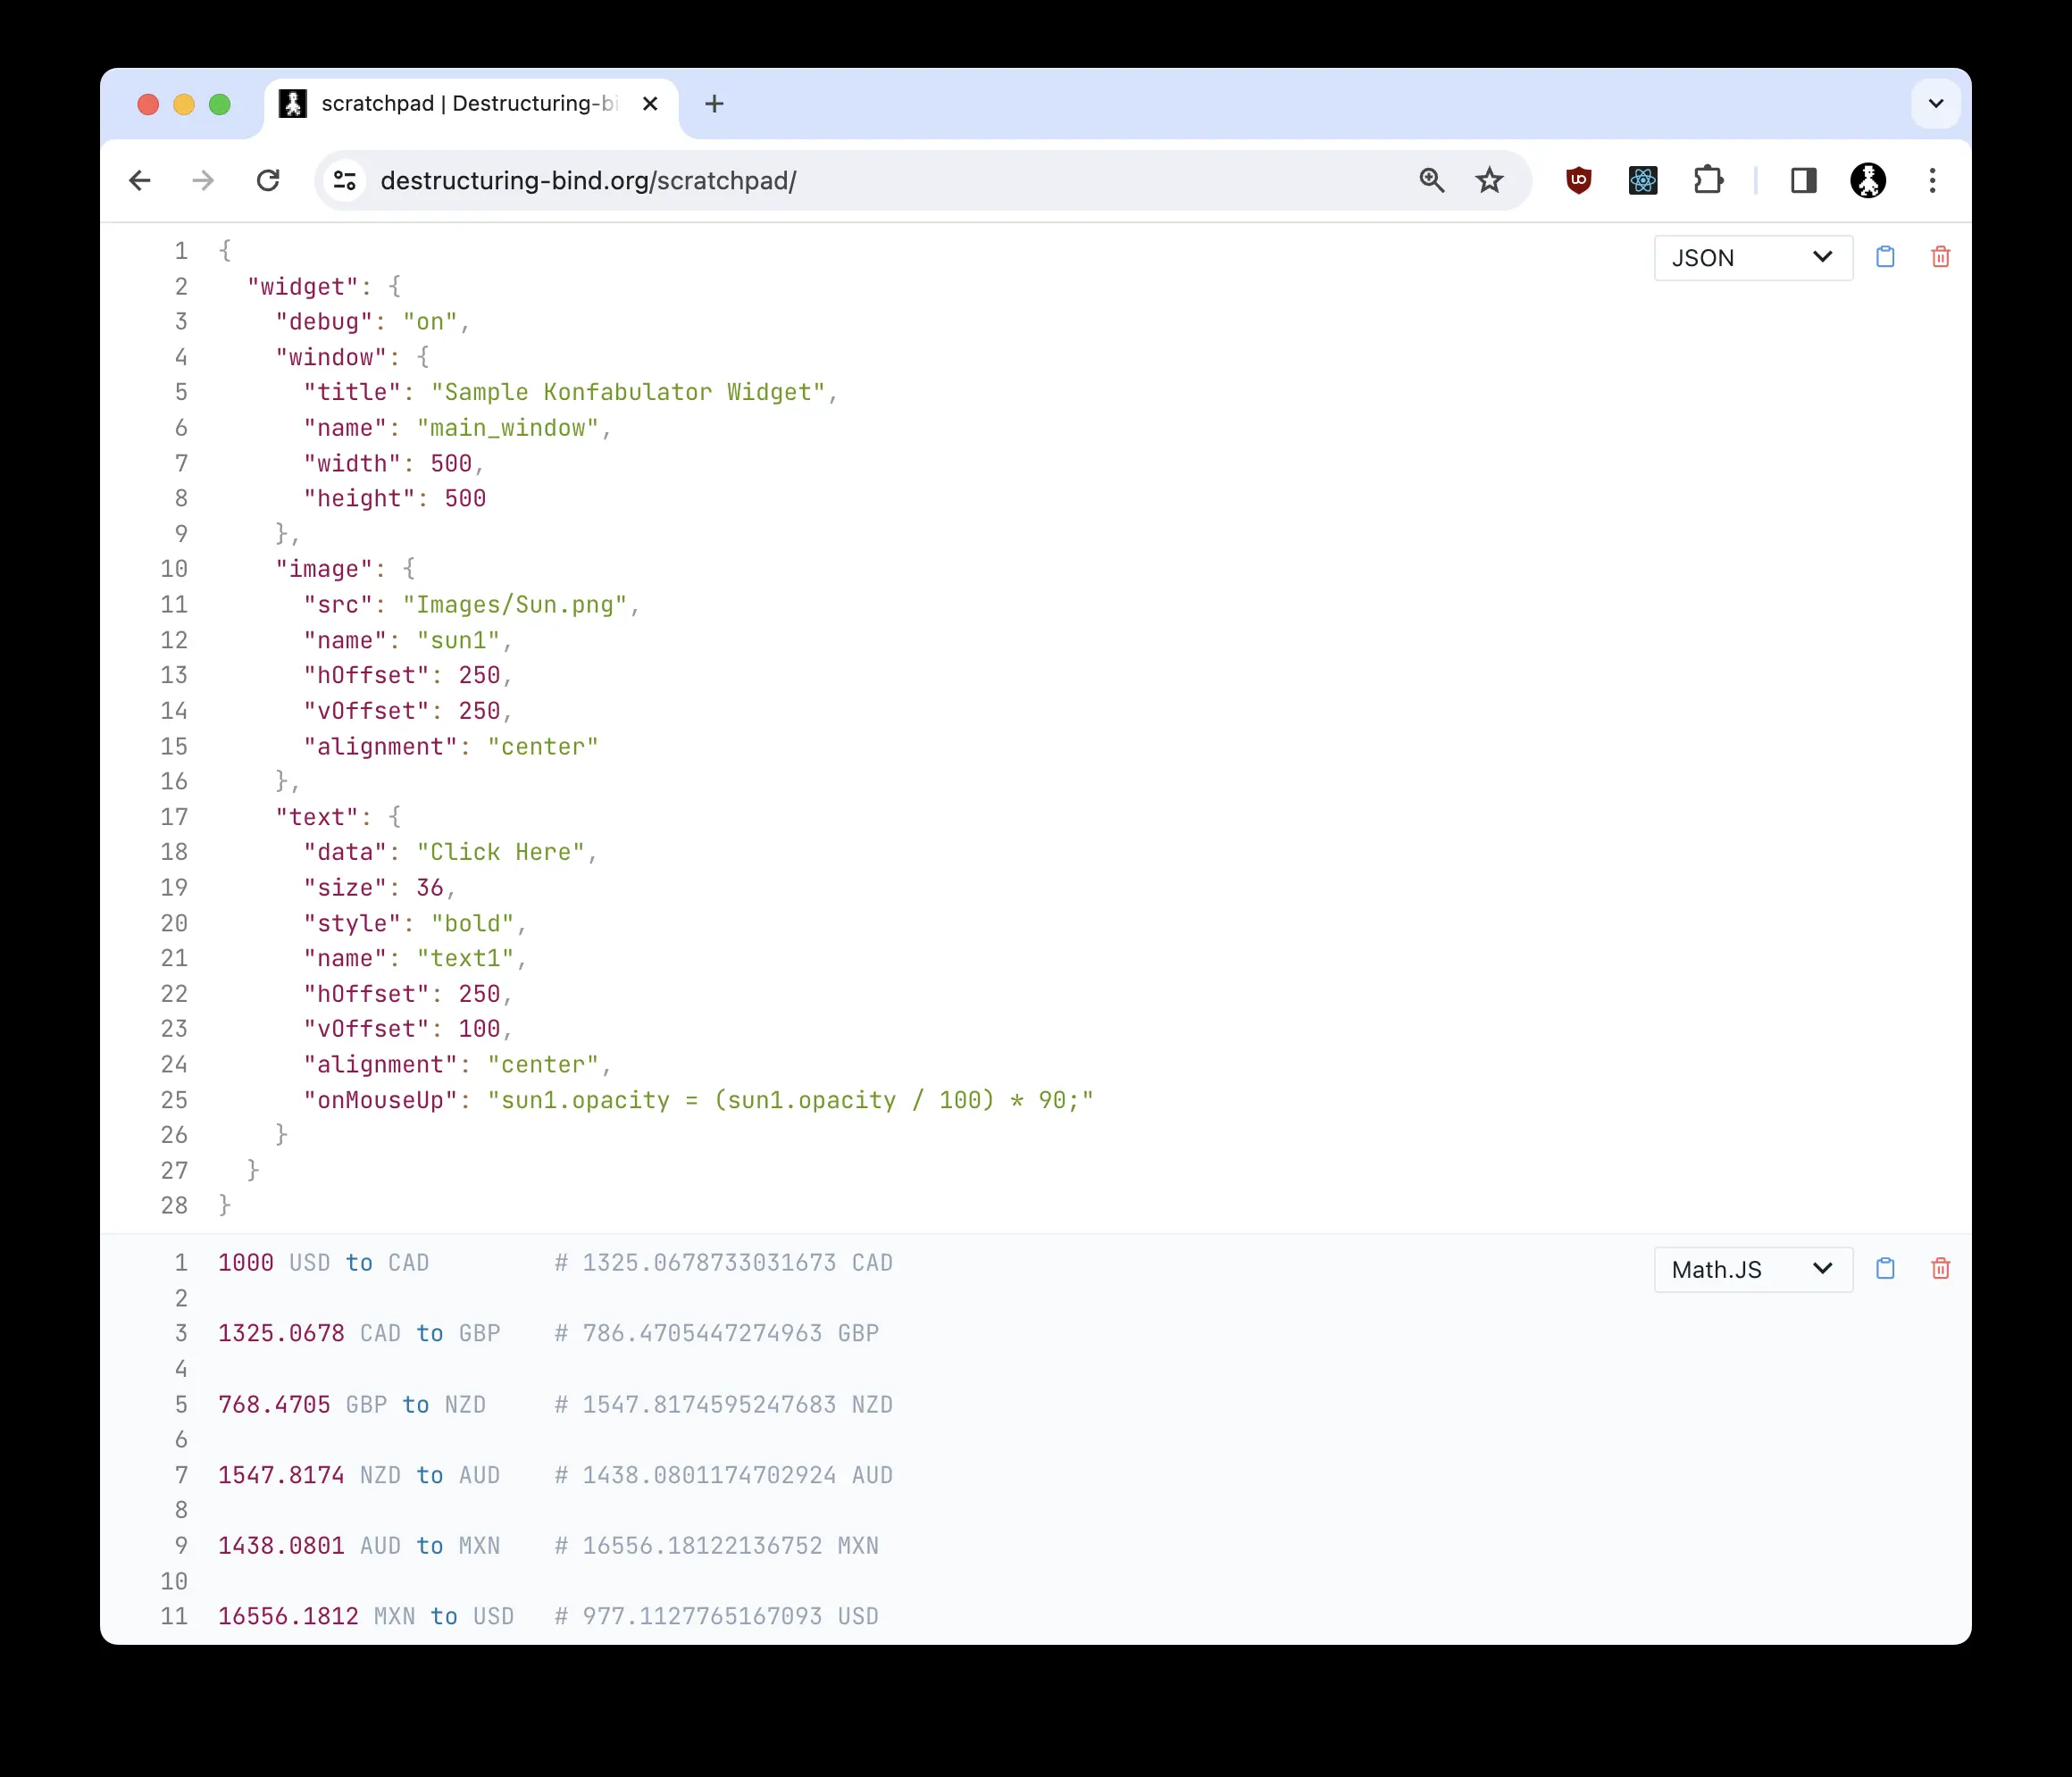 scratchpad | Destructuring-bi
destructuring-bind.org/scratchpad/
JSON
1 {
2   "widget": {
3     "debug": "on",
4     "window": {
5       "title": "Sample Konfabulator Widget",
6       "name": "main_window",
7       "width": 500,
8       "height": 500
9     },
10     "image": {
11       "src": "Images/Sun.png",
12       "name": "sun1",
13       "hOffset": 250,
14       "vOffset": 250,
15       "alignment": "center"
16     },
17     "text": {
18       "data": "Click Here",
19       "size": 36,
20       "style": "bold",
21       "name": "text1",
22       "hOffset": 250,
23       "vOffset": 100,
24       "alignment": "center",
25       "onMouseUp": "sun1.opacity = (sun1.opacity / 100) * 90;"
26     }
27   }
28 }
Math.JS
1 1000 USD to CAD # 1325.0678733031673 CAD
2
3 1325.0678 CAD to GBP # 786.4705447274963 GBP
4
5 768.4705 GBP to NZD # 1547.8174595247683 NZD
6
7 1547.8174 NZD to AUD # 1438.0801174702924 AUD
8
9 1438.0801 AUD to MXN # 16556.18122136752 MXN
10
11 16556.1812 MXN to USD # 977.1127765167093 USD